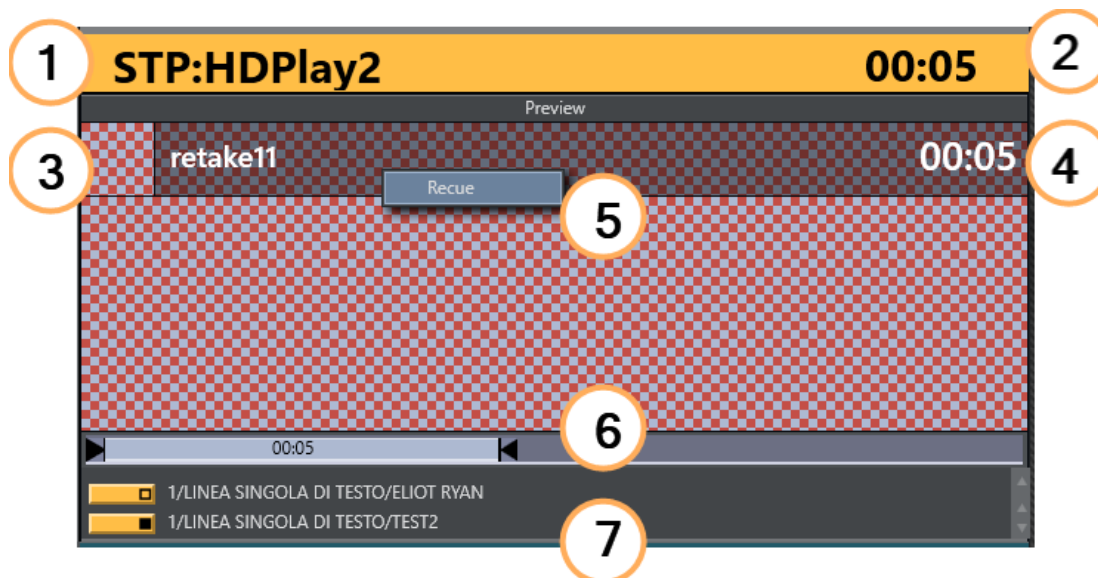 1 STP:HDPlay2 00:05 2
Preview
3 retake11 00:05 4
Recue
5
6
00:05
1/LINEA SINGOLA DI TESTO/ELIOT RYAN
1/LINEA SINGOLA DI TESTO/TEST2
7